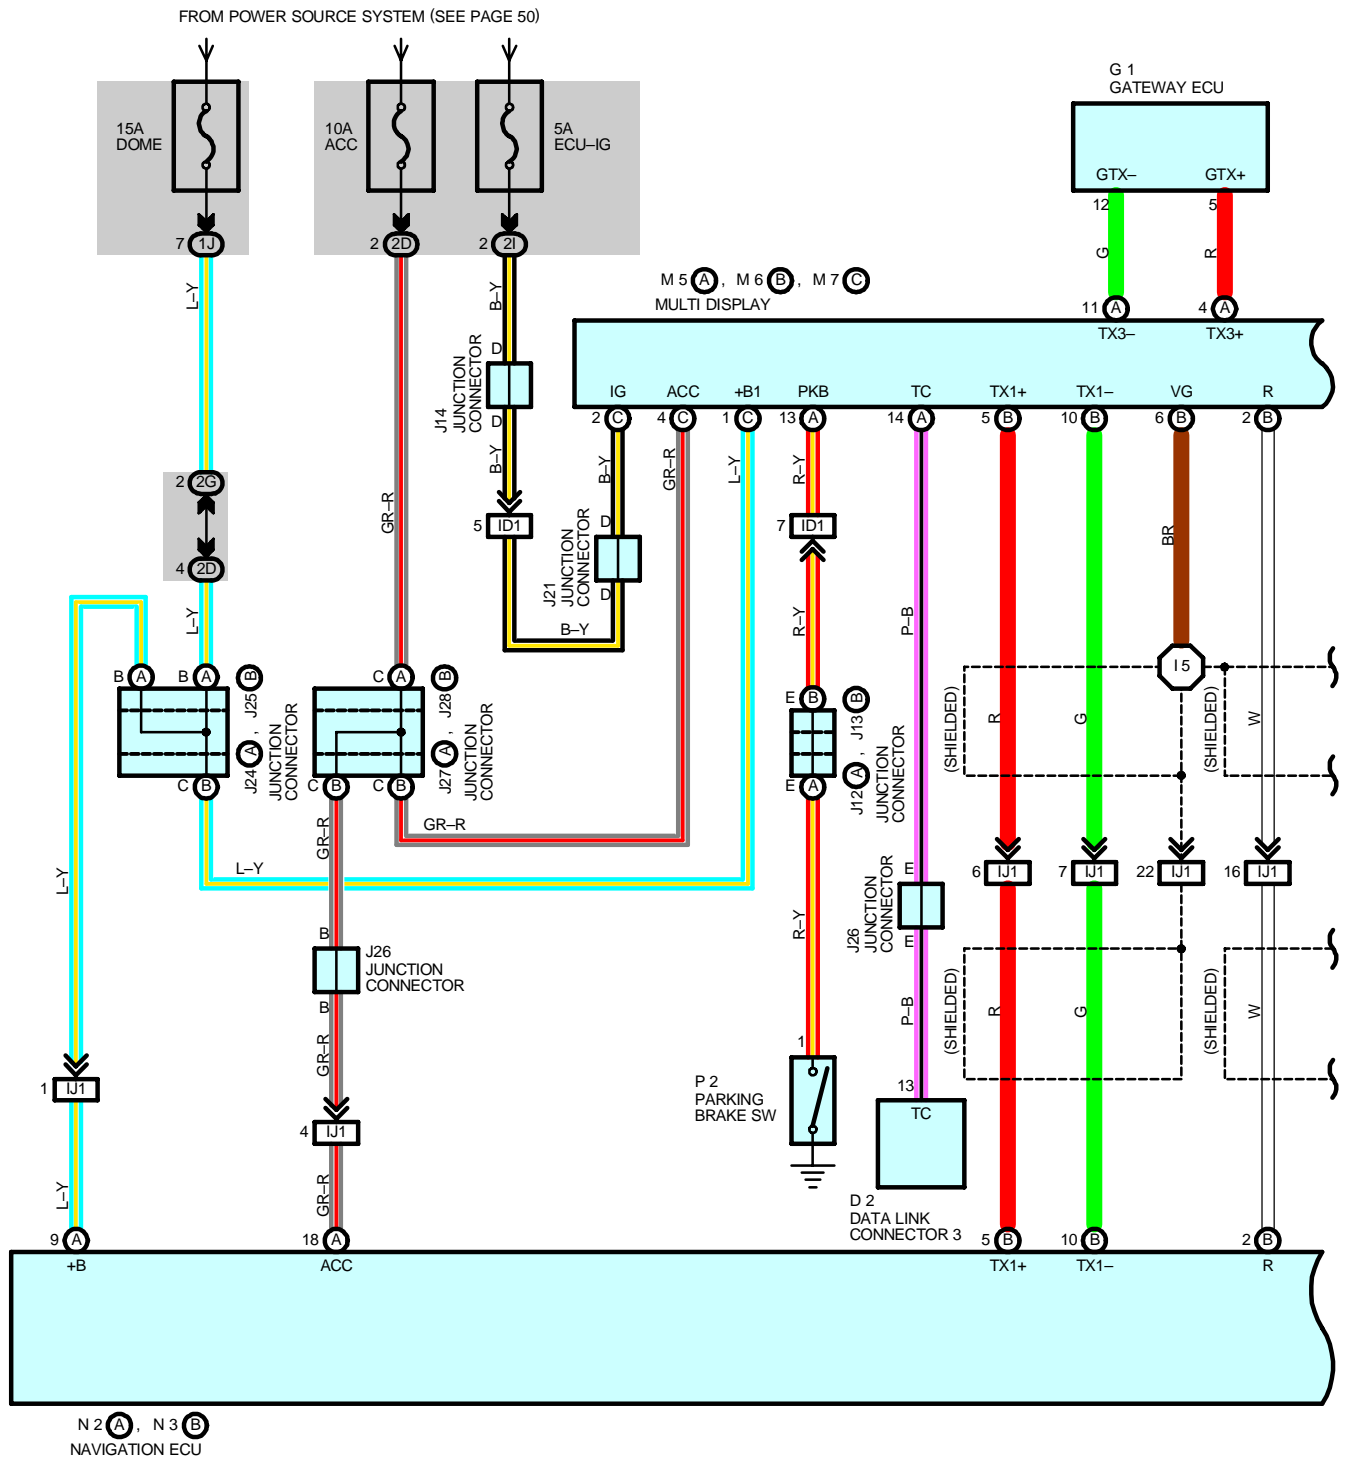 FROM POWER SOURCE SYSTEM (SEE PAGE 50)
G 1
GATEWAY ECU
15A
DOME
10A
ACC
5A
ECU–IG
GTX–
GTX+
12
5
7 1J
2 2D
2 2I
G
R
L–Y
B–Y
M 5 A , M 6 B , M 7 C
MULTI DISPLAY
11 A
4 A
TX3–
TX3+
D
J14
JUNCTION
CONNECTOR
D
IG
ACC
+B1
PKB
TC
TX1+
TX1–
VG
R
2 C
4 C
1 C
13 A
14 A
5 B
10 B
6 B
2 B
B–Y
B–Y
GR–R
L–Y
R–Y
2 2G
GR–R
5 ID1
7 ID1
BR
D
J21
JUNCTION
CONNECTOR
D
4 2D
L–Y
B–Y
R–Y
P–B
I 5
B A
B A
J24 A , J25 B
JUNCTION
CONNECTOR
C B
C A
J27 A , J28 B
JUNCTION
CONNECTOR
C B
C B
E B
J12 A , J13 B
JUNCTION
CONNECTOR
E A
(SHIELDED)
R
G
(SHIELDED)
W
GR–R
GR–R
L–Y
L–Y
E
J26
JUNCTION
CONNECTOR
E
6 IJ1
7 IJ1
22 IJ1
16 IJ1
B
J26
JUNCTION
CONNECTOR
B
R–Y
P–B
(SHIELDED)
R
G
(SHIELDED)
W
GR–R
1
P 2
PARKING
BRAKE SW
13
TC
1 IJ1
4 IJ1
L–Y
GR–R
D 2
DATA LINK
CONNECTOR 3
9 A
18 A
5 B
10 B
2 B
+B
ACC
TX1+
TX1–
R
N 2 A , N 3 B
NAVIGATION ECU